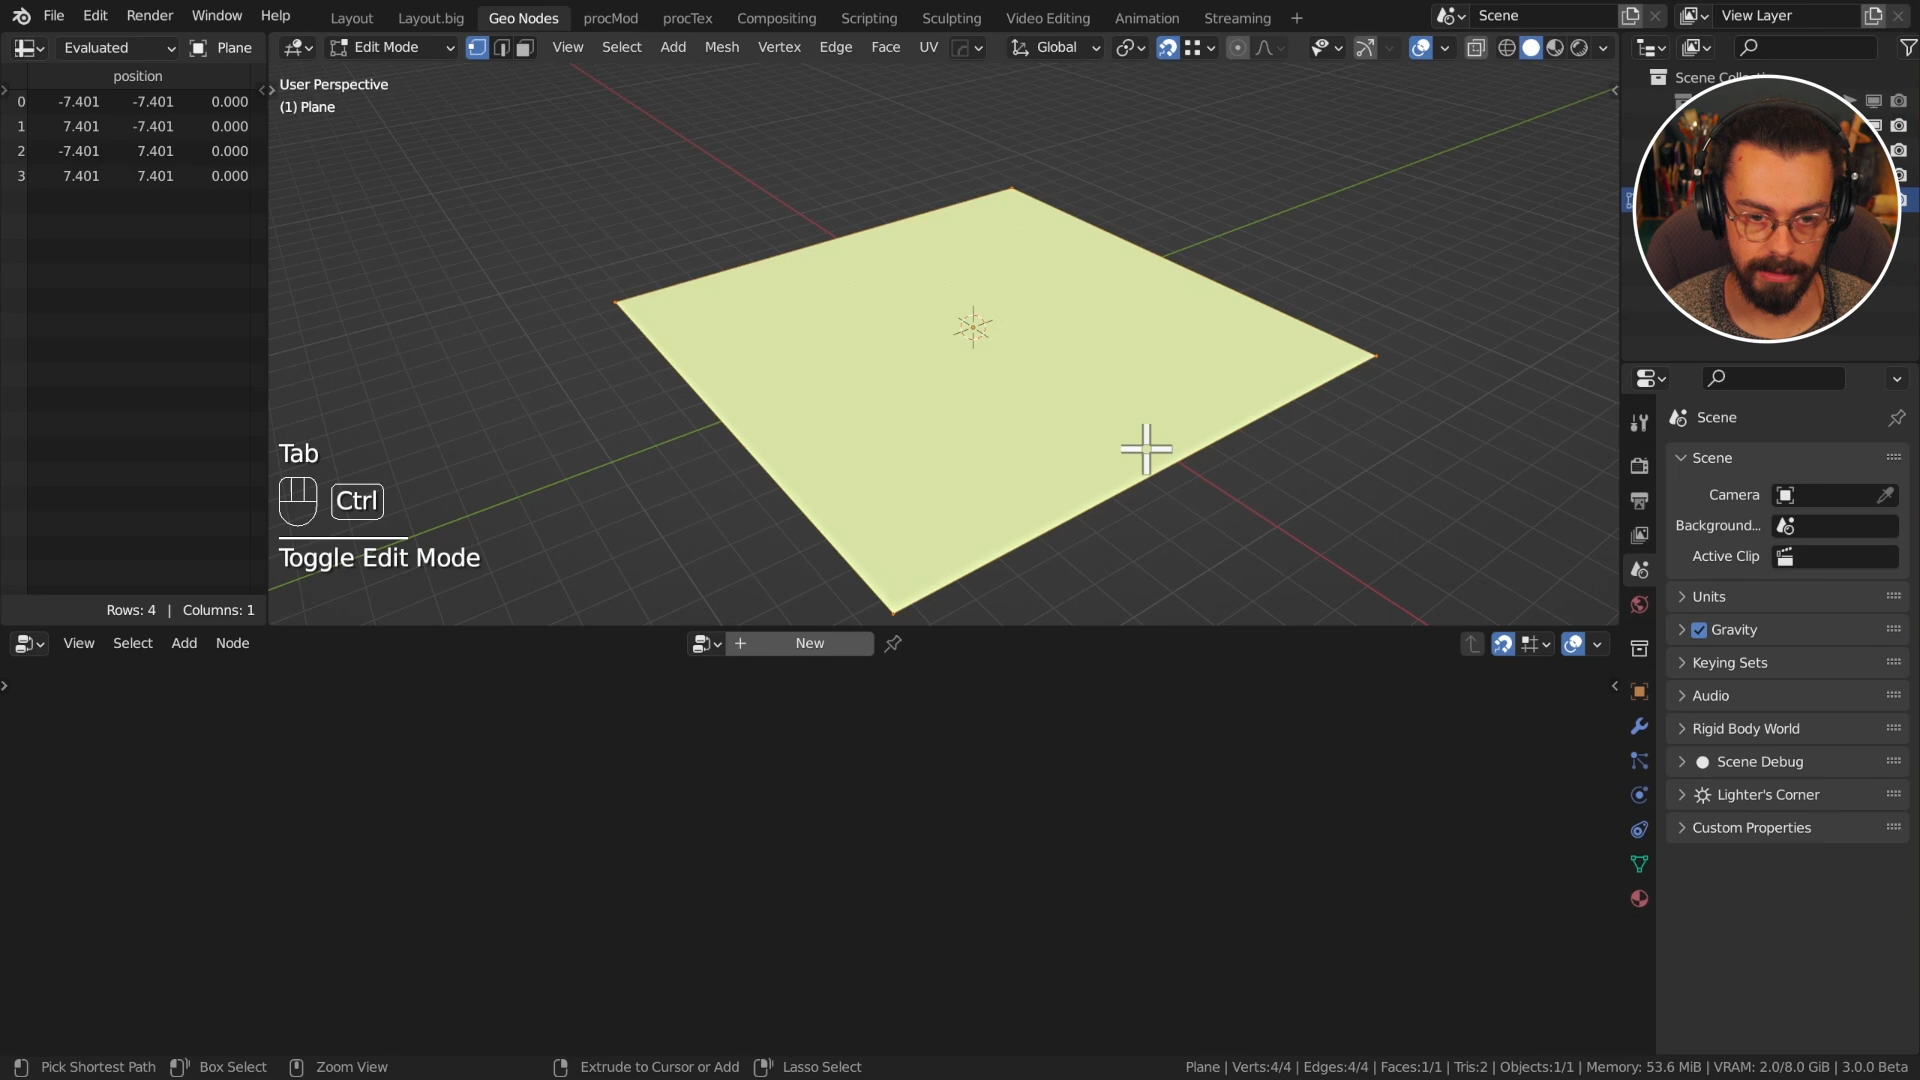 File Edit Render Window Help Layout Layout.big Geo Nodes procMod procTex Compositing Scripting Sculpting Video Editing Animation Streaming + Scene View Layer
Evaluated Plane Edit Mode View Select Add Mesh Vertex Edge Face UV Global
position
0 -7.401 -7.401 0.000
1 7.401 -7.401 0.000
2 -7.401 7.401 0.000
3 7.401 7.401 0.000
Rows: 4 | Columns: 1
User Perspective
(1) Plane
Tab
Ctrl
Toggle Edit Mode
View Select Add Node + New
Scene
Scene
Camera
Background...
Active Clip
Units
Gravity
Keying Sets
Audio
Rigid Body World
Scene Debug
Lighter's Corner
Custom Properties
Pick Shortest Path Box Select Zoom View Extrude to Cursor or Add Lasso Select Plane | Verts:4/4 | Edges:4/4 | Faces:1/1 | Tris:2 | Objects:1/1 | Memory: 53.6 MiB | VRAM: 2.0/8.0 GiB | 3.0.0 Beta